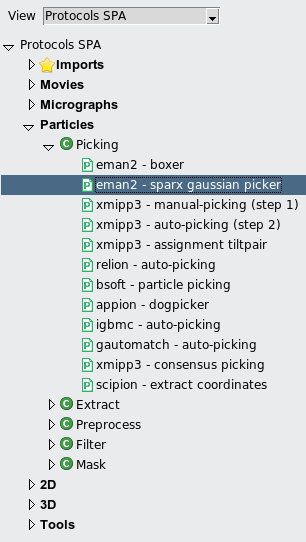 View Protocols SPA
Protocols SPA
Imports
Movies
Micrographs
Particles
Picking
eman2 - boxer
eman2 - sparx gaussian picker
xmipp3 - manual-picking (step 1)
xmipp3 - auto-picking (step 2)
xmipp3 - assignment tiltpair
relion - auto-picking
bsoft - particle picking
appion - dogpicker
igbmc - auto-picking
gautomatch - auto-picking
xmipp3 - consensus picking
scipion - extract coordinates
Extract
Preprocess
Filter
Mask
2D
3D
Tools